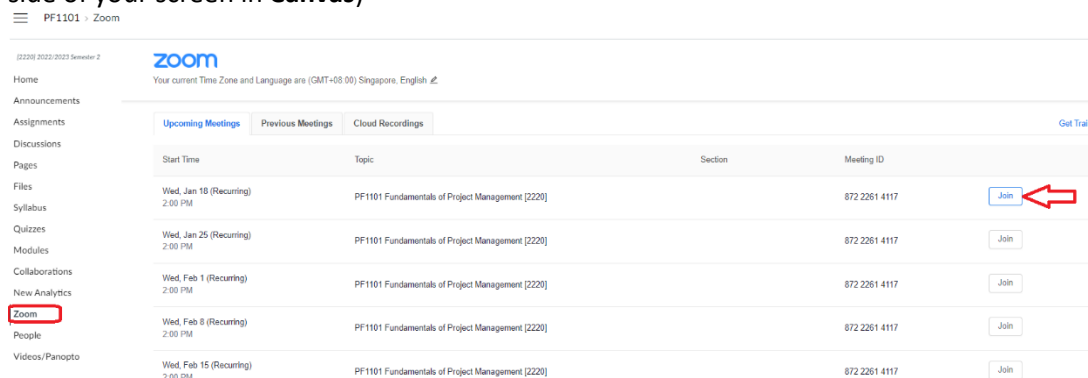 side of your screen in Canvas)
PF1101 › Zoom
[2220] 2022/2023 Semester 2
Home
Announcements
Assignments
Discussions
Pages
Files
Syllabus
Quizzes
Modules
Collaborations
New Analytics
Zoom
People
Videos/Panopto
zoom
Your current Time Zone and Language are (GMT+08:00) Singapore, English
Upcoming Meetings Previous Meetings Cloud Recordings Get Trai
Start Time Topic Section Meeting ID
Wed, Jan 18 (Recurring)
2:00 PM PF1101 Fundamentals of Project Management [2220] 872 2261 4117 Join
Wed, Jan 25 (Recurring)
2:00 PM PF1101 Fundamentals of Project Management [2220] 872 2261 4117 Join
Wed, Feb 1 (Recurring)
2:00 PM PF1101 Fundamentals of Project Management [2220] 872 2261 4117 Join
Wed, Feb 8 (Recurring)
2:00 PM PF1101 Fundamentals of Project Management [2220] 872 2261 4117 Join
Wed, Feb 15 (Recurring)
2:00 PM PF1101 Fundamentals of Project Management [2220] 872 2261 4117 Join